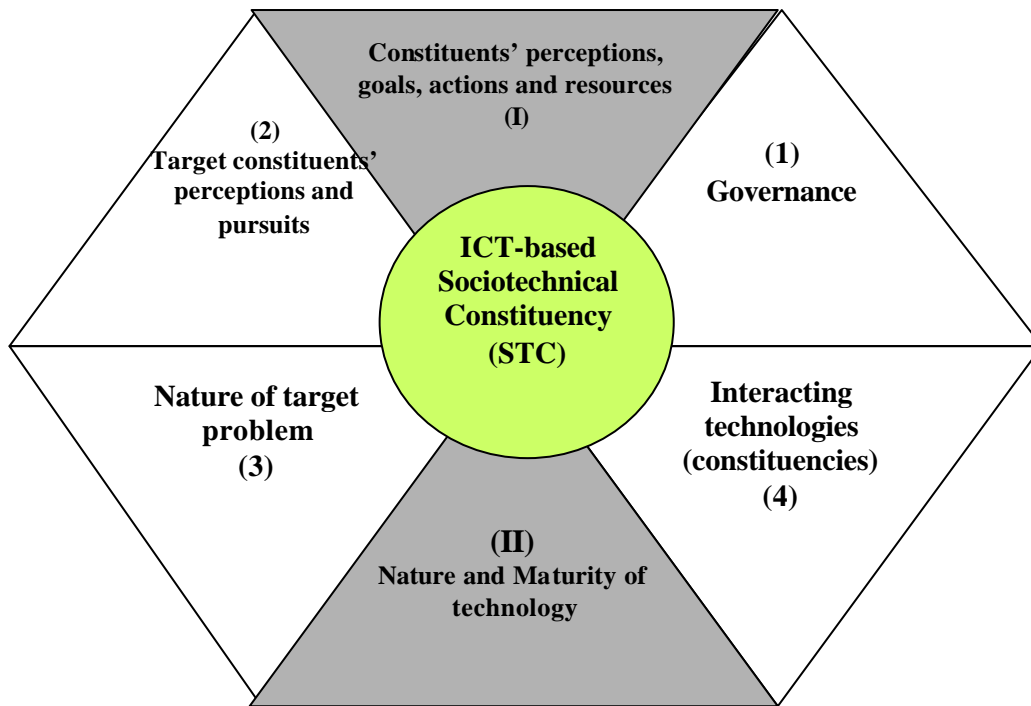 Constituents’ perceptions,
goals, actions and resources
(I)
(2)
Target constituents’
perceptions and
pursuits
(1)
Governance
ICT-based
Sociotechnical
Constituency
(STC)
Nature of target
problem
(3)
Interacting
technologies
(constituencies)
(4)
(II)
Nature and Maturity of
technology